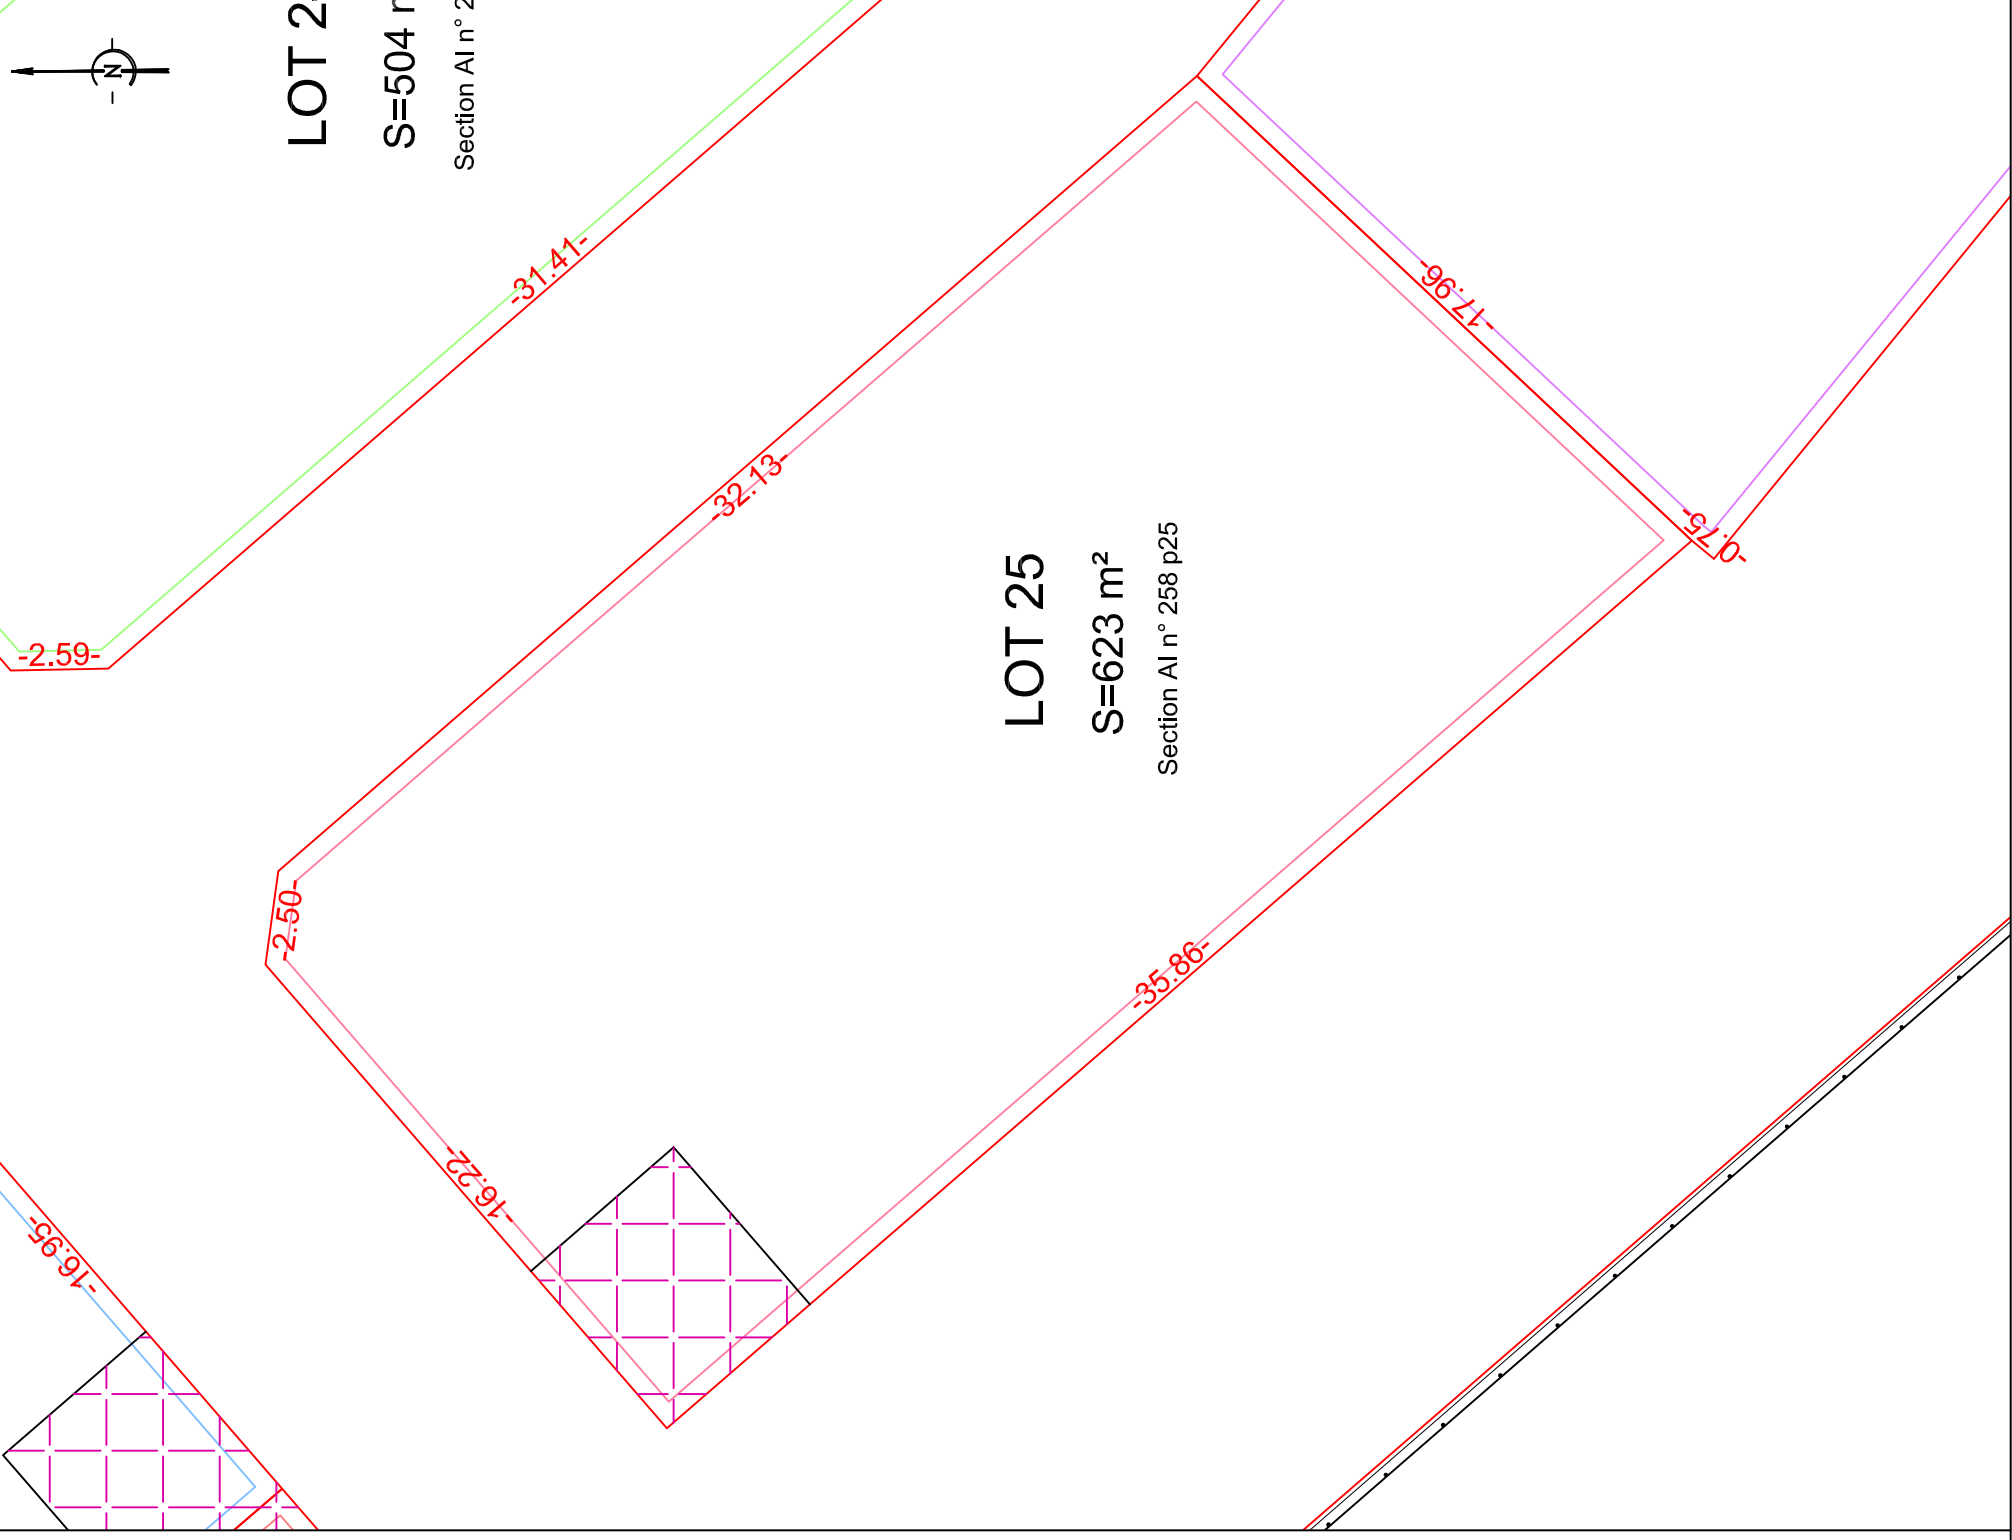 N
LOT 2
S=504
Section AI n° 2
-31.41-
-2.59-
-32.13-
-17.96-
-0.75-
LOT 25
S=623 m²
Section AI n° 258 p25
-2.50-
-35.86-
-16.22-
-16.95-